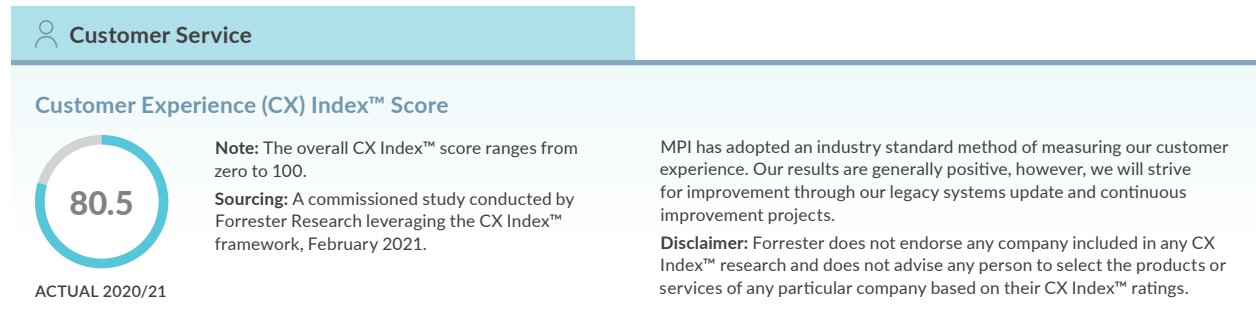 Customer Service
Customer Experience (CX) Index™ Score
80.5
ACTUAL 2020/21
Note: The overall CX Index™ score ranges from
zero to 100.
Sourcing: A commissioned study conducted by
Forrester Research leveraging the CX Index™
framework, February 2021.
MPI has adopted an industry standard method of measuring our customer
experience. Our results are generally positive, however, we will strive
for improvement through our legacy systems update and continuous
improvement projects.
Disclaimer: Forrester does not endorse any company included in any CX
Index™ research and does not advise any person to select the products or
services of any particular company based on their CX Index™ ratings.